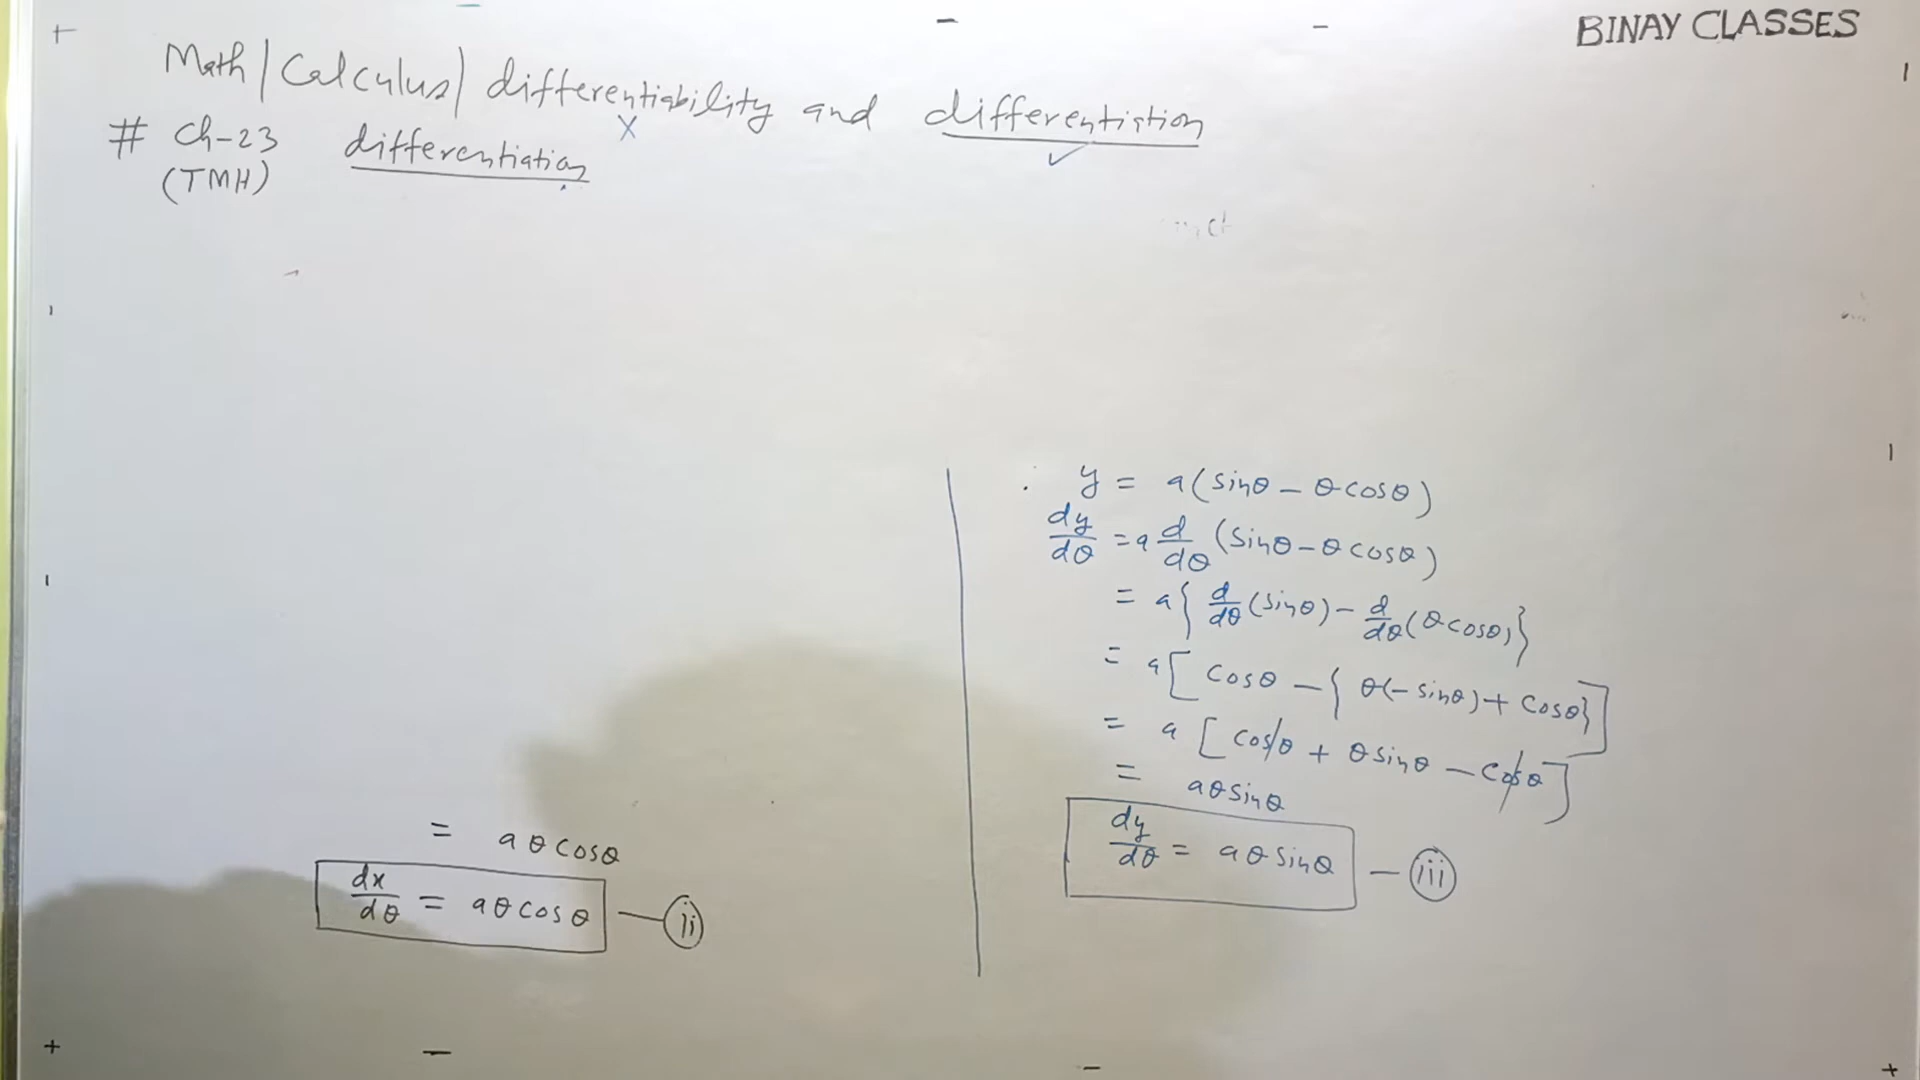 BINAY CLASSES
Math/Calculus/differentiability and differentiation
# Ch-23 differentiation
(TMH)
= aθcosθ
dx/dθ = aθcosθ — (ii)
y = a(sinθ - θcosθ)
dy/dθ = a d/dθ (sinθ - θcosθ)
= a{ d/dθ (sinθ) - d/dθ (θcosθ)}
= a[ cosθ - { θ(-sinθ) + cosθ}]
= a [cosθ + θsinθ - cosθ]
= aθsinθ
dy/dθ = aθsinθ — (iii)